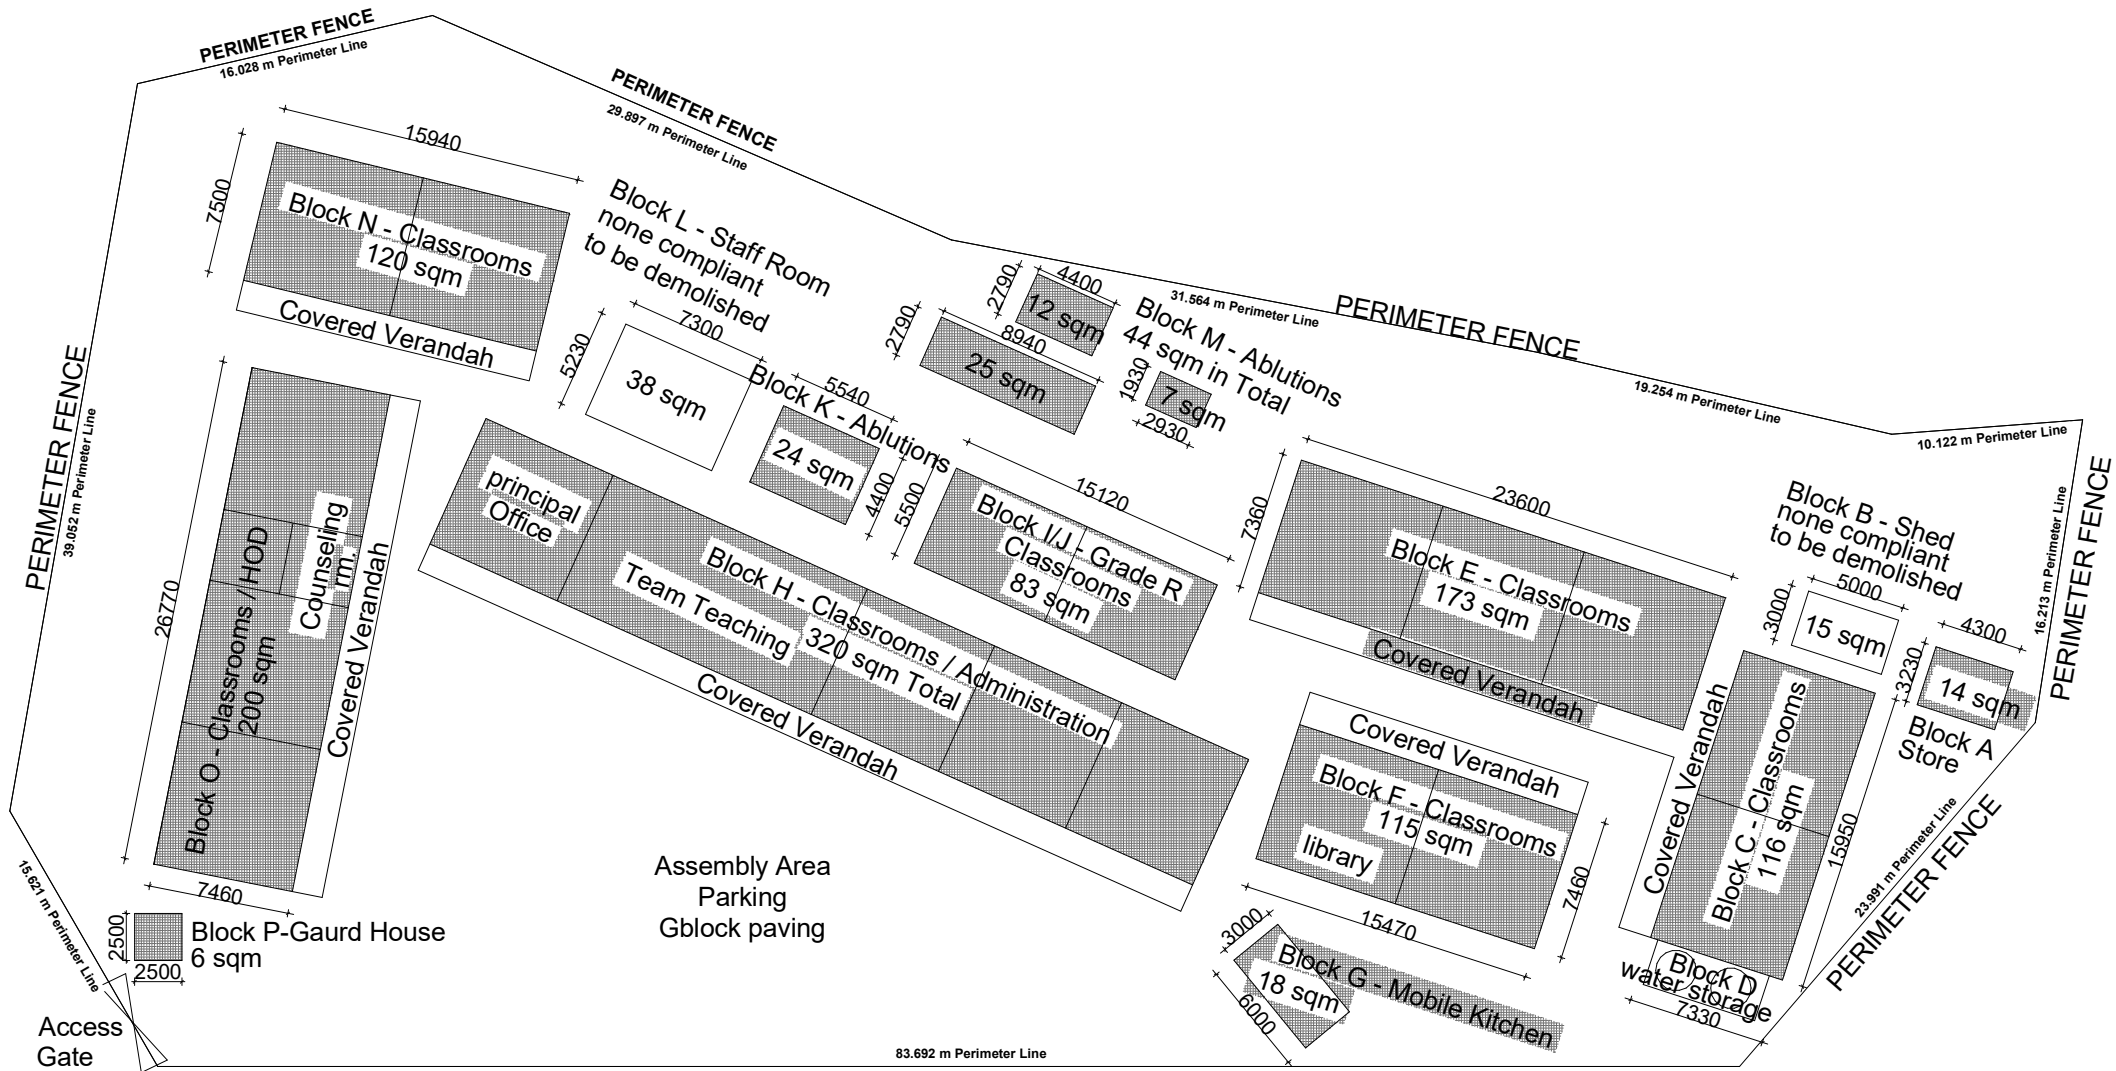 PERIMETER FENCE
16.028 m Perimeter Line
PERIMETER FENCE
29.897 m Perimeter Line
15940
7500
Block N - Classrooms
120 sqm
Covered Verandah
Block L - Staff Room
none compliant
to be demolished
7300
5230
38 sqm
Block K - Ablutions
5540
24 sqm
4400
2790
4400
12 sqm
2790
8940
25 sqm
Block M - Ablutions
44 sqm in Total
1930
7 sqm
2930
31.564 m Perimeter Line
PERIMETER FENCE
19.254 m Perimeter Line
10.122 m Perimeter Line
PERIMETER FENCE
16.213 m Perimeter Line
PERIMETER FENCE
39.052 m Perimeter Line
26770
Block O - Classrooms / HOD
200 sqm
Counseling
rm.
Covered Verandah
7460
principal
Office
Block H - Classrooms / Administration
Team Teaching
320 sqm Total
Covered Verandah
5500
15120
Block I/J - Grade R
Classrooms
83 sqm
7360
23600
Block E - Classrooms
173 sqm
Covered Verandah
Block B - Shed
none compliant
to be demolished
5000
3000
15 sqm
4300
3230
14 sqm
Block A
Store
Covered Verandah
Block C - Classrooms
116 sqm
15950
Covered Verandah
Block F - Classrooms
115 sqm
library
7460
15470
3000
6000
Block G - Mobile Kitchen
18 sqm
Block D
water storage
7330
23.991 m Perimeter Line
PERIMETER FENCE
Assembly Area
Parking
Gblock paving
2500
2500
Block P-Gaurd House
6 sqm
15.621 m Perimeter Line
Access
Gate
83.692 m Perimeter Line